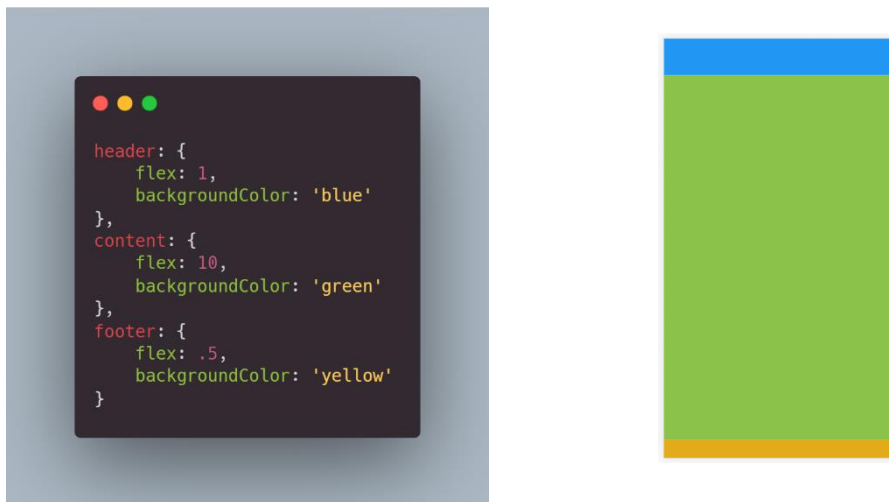 header: {
    flex: 1,
    backgroundColor: 'blue'
},
content: {
    flex: 10,
    backgroundColor: 'green'
},
footer: {
    flex: .5,
    backgroundColor: 'yellow'
}